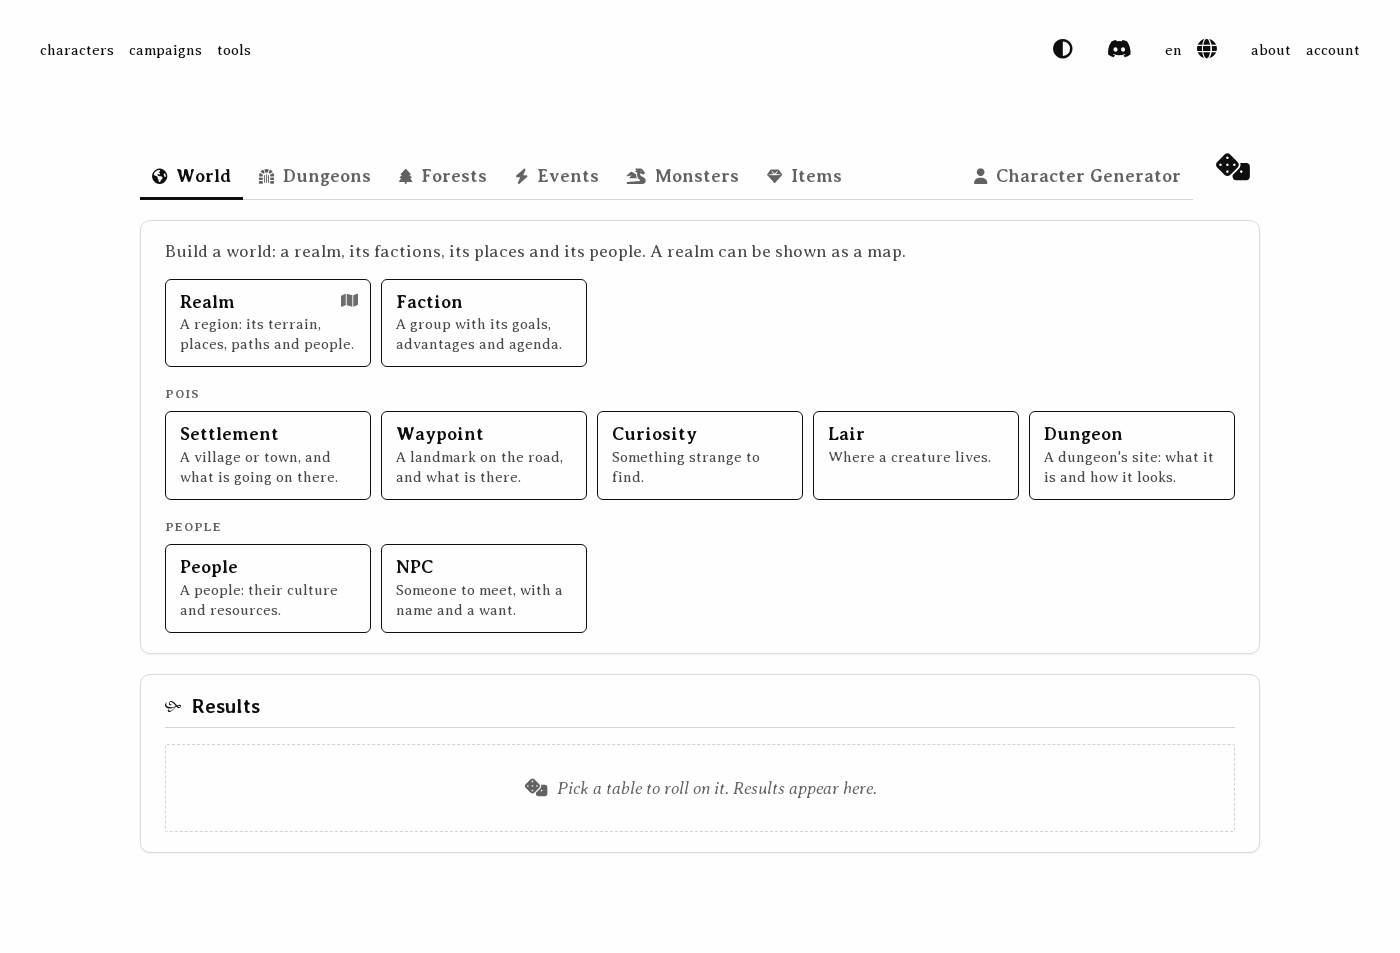 characters campaigns tools
en about account
World Dungeons Forests Events Monsters Items Character Generator
Build a world: a realm, its factions, its places and its people. A realm can be shown as a map.
Realm
A region: its terrain,
places, paths and people.
Faction
A group with its goals,
advantages and agenda.
POIS
Settlement
A village or town, and
what is going on there.
Waypoint
A landmark on the road,
and what is there.
Curiosity
Something strange to
find.
Lair
Where a creature lives.
Dungeon
A dungeon's site: what it
is and how it looks.
PEOPLE
People
A people: their culture
and resources.
NPC
Someone to meet, with a
name and a want.
Results
Pick a table to roll on it. Results appear here.